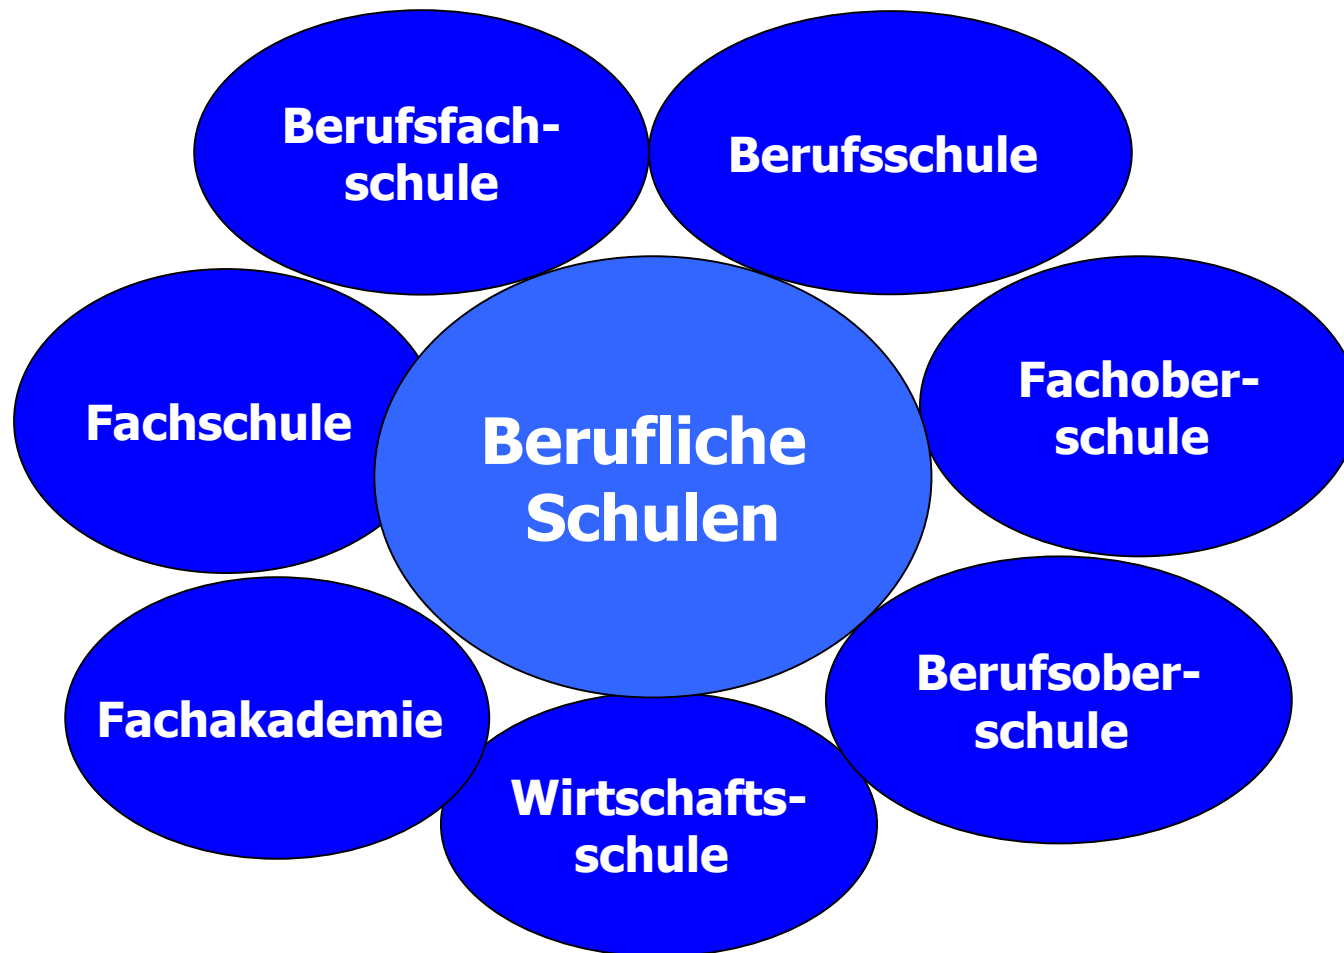 Berufsfach-
schule
Berufsschule
Fachschule
Berufliche
Schulen
Fachober-
schule
Fachakademie
Wirtschafts-
schule
Berufsober-
schule